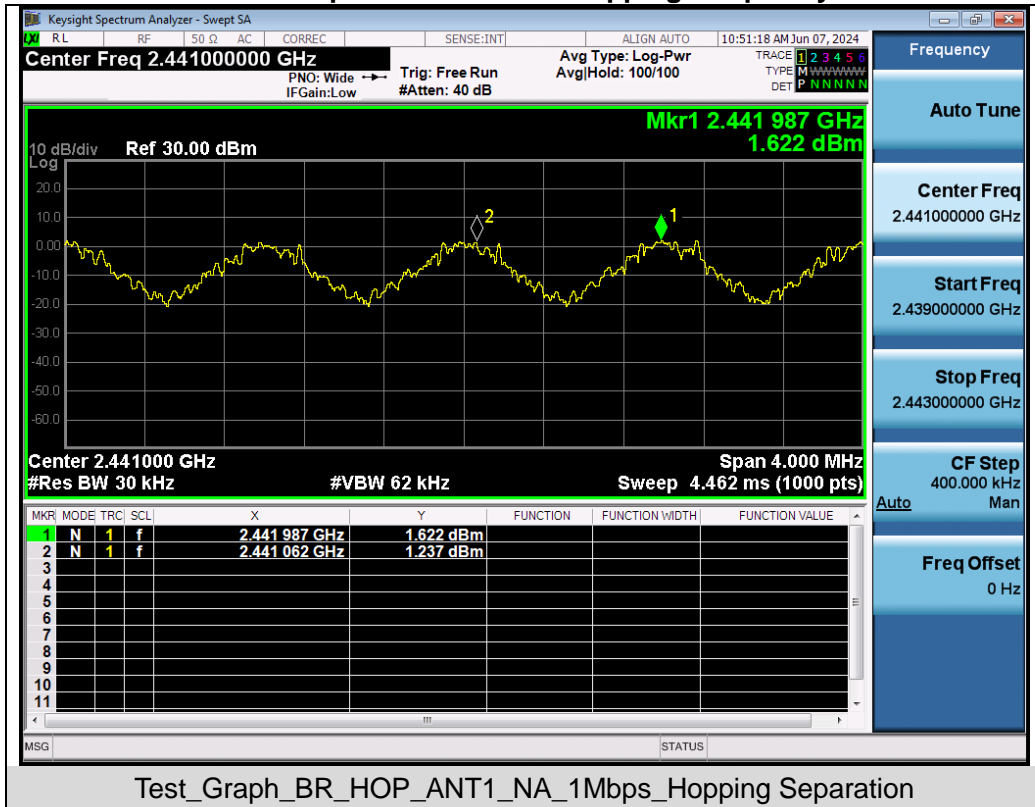 Keysight Spectrum Analyzer - Swept SA
LXI RL RF 50 Ω AC CORREC SENSE:INT ALIGN AUTO 10:51:18 AM Jun 07, 2024
Center Freq 2.441000000 GHz
PNO: Wide
IFGain:Low
Trig: Free Run
#Atten: 40 dB
Avg Type: Log-Pwr
Avg|Hold: 100/100
TRACE 1 2 3 4 5 6
TYPE M WWWWW
DET P N N N N N
Frequency
Auto Tune
Center Freq
2.441000000 GHz
Start Freq
2.439000000 GHz
Stop Freq
2.443000000 GHz
CF Step
400.000 kHz
Auto Man
Freq Offset
0 Hz
Mkr1 2.441 987 GHz
1.622 dBm
10 dB/div Ref 30.00 dBm
Log
20.0
10.0
0.00
-10.0
-20.0
-30.0
-40.0
-50.0
-60.0
2
1
Center 2.441000 GHz Span 4.000 MHz
#Res BW 30 kHz #VBW 62 kHz Sweep 4.462 ms (1000 pts)
MKR MODE TRC SCL X Y FUNCTION FUNCTION WIDTH FUNCTION VALUE
1 N 1 f 2.441 987 GHz 1.622 dBm
2 N 1 f 2.441 062 GHz 1.237 dBm
3
4
5
6
7
8
9
10
11
MSG STATUS
Test_Graph_BR_HOP_ANT1_NA_1Mbps_Hopping Separation